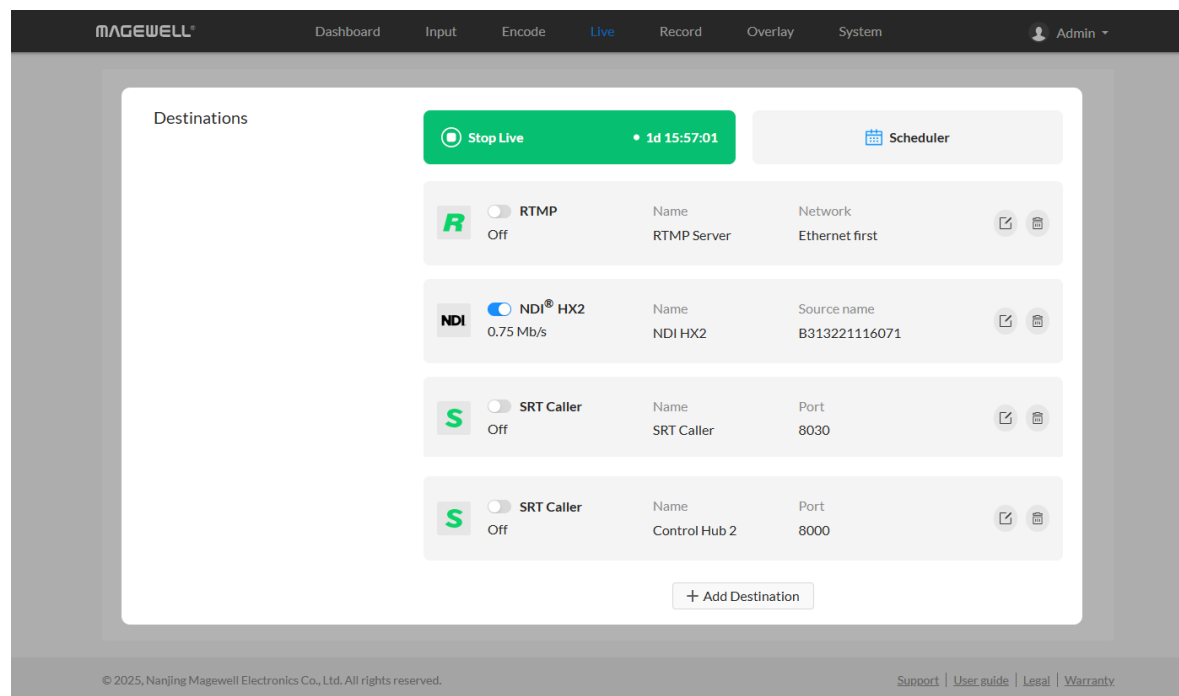 MAGEWELL®
Dashboard Input Encode Live Record Overlay System
Admin
Destinations
Stop Live • 1d 15:57:01
Scheduler
R RTMP Name Network
Off RTMP Server Ethernet first
NDI NDI® HX2 Name Source name
0.75 Mb/s NDI HX2 B313221116071
S SRT Caller Name Port
Off SRT Caller 8030
S SRT Caller Name Port
Off Control Hub 2 8000
+ Add Destination
© 2025, Nanjing Magewell Electronics Co., Ltd. All rights reserved.
Support | User guide | Legal | Warranty